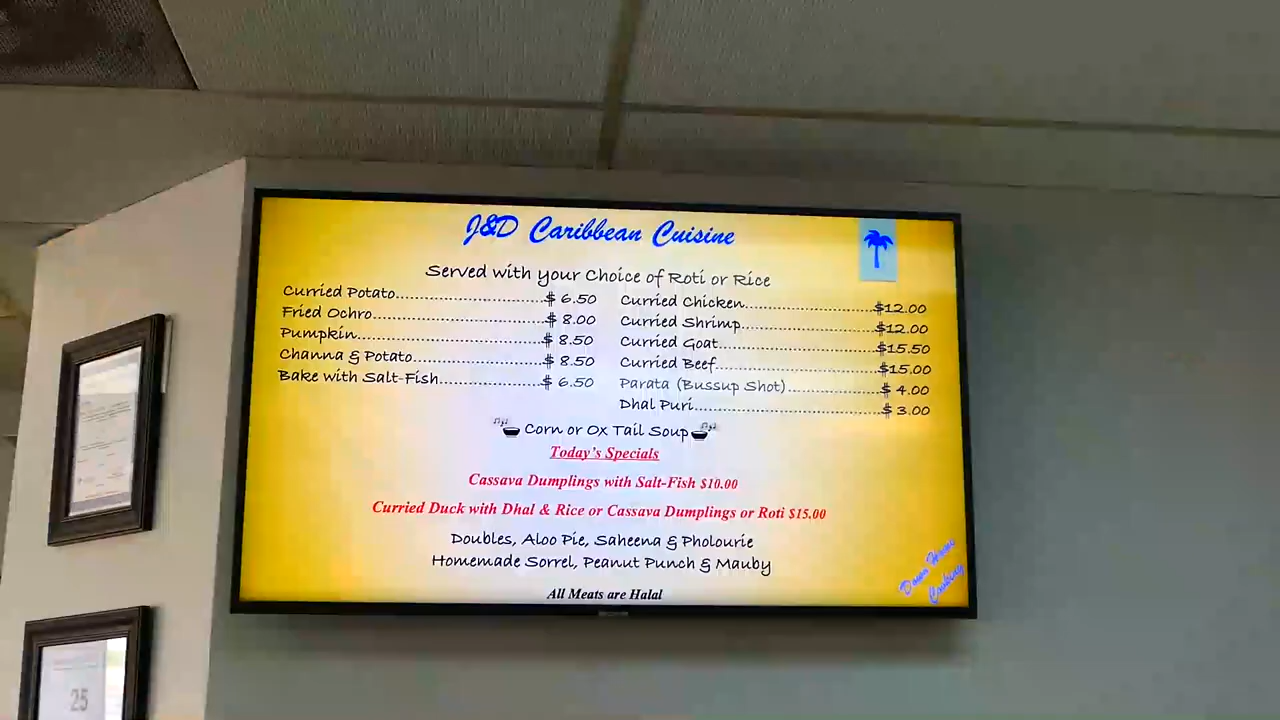 J&D Caribbean Cuisine
Served with your Choice of Roti or Rice
Curried Potato..............................$ 6.50
Fried Ochro..................................$ 8.00
Pumpkin.....................................$ 8.50
Channa & Potato..........................$ 8.50
Bake with Salt-Fish.....................$ 6.50
Curried Chicken..........................$12.00
Curried Shrimp...........................$12.00
Curried Goat................................$15.50
Curried Beef.................................$15.00
Parata (Bussup Shot)..................$ 4.00
Dhal Puri.....................................$ 3.00
Corn or Ox Tail Soup
Today's Specials
Cassava Dumplings with Salt-Fish $10.00
Curried Duck with Dhal & Rice or Cassava Dumplings or Roti $15.00
Doubles, Aloo Pie, Saheena & Pholourie
Homemade Sorrel, Peanut Punch & Mauby
All Meats are Halal
Down Home
Cooking
25